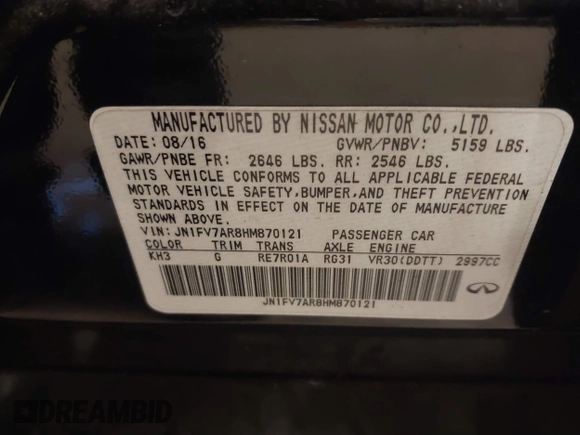 MANUFACTURED BY NISSAN MOTOR CO.,LTD.
DATE: 08/16 GVWR/PNBV: 5159 LBS.
GAWR/PNBE FR: 2646 LBS. RR: 2546 LBS.
THIS VEHICLE CONFORMS TO ALL APPLICABLE FEDERAL
MOTOR VEHICLE SAFETY,BUMPER,AND THEFT PREVENTION
STANDARDS IN EFFECT ON THE DATE OF MANUFACTURE
SHOWN ABOVE.
VIN: JN1FV7AR8HM870121 PASSENGER CAR
COLOR TRIM TRANS AXLE ENGINE
KH3 G RE7R01A RG31 VR30(DDTT) 2997CC
JN1FV7AR8HM870121
DREAMBID